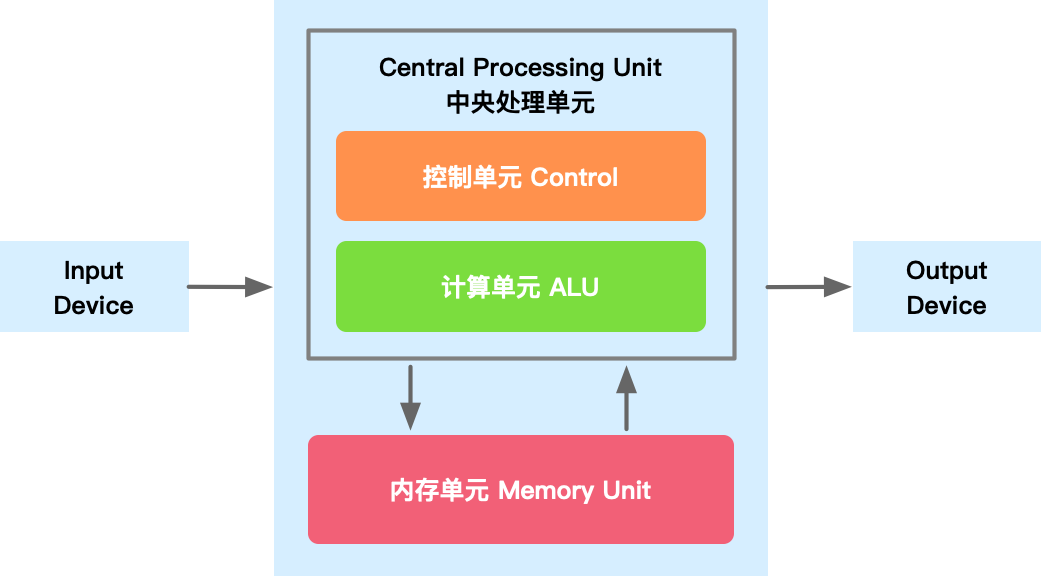 Central Processing Unit
中央处理单元
控制单元 Control
Input
Device
计算单元 ALU
Output
Device
内存单元 Memory Unit